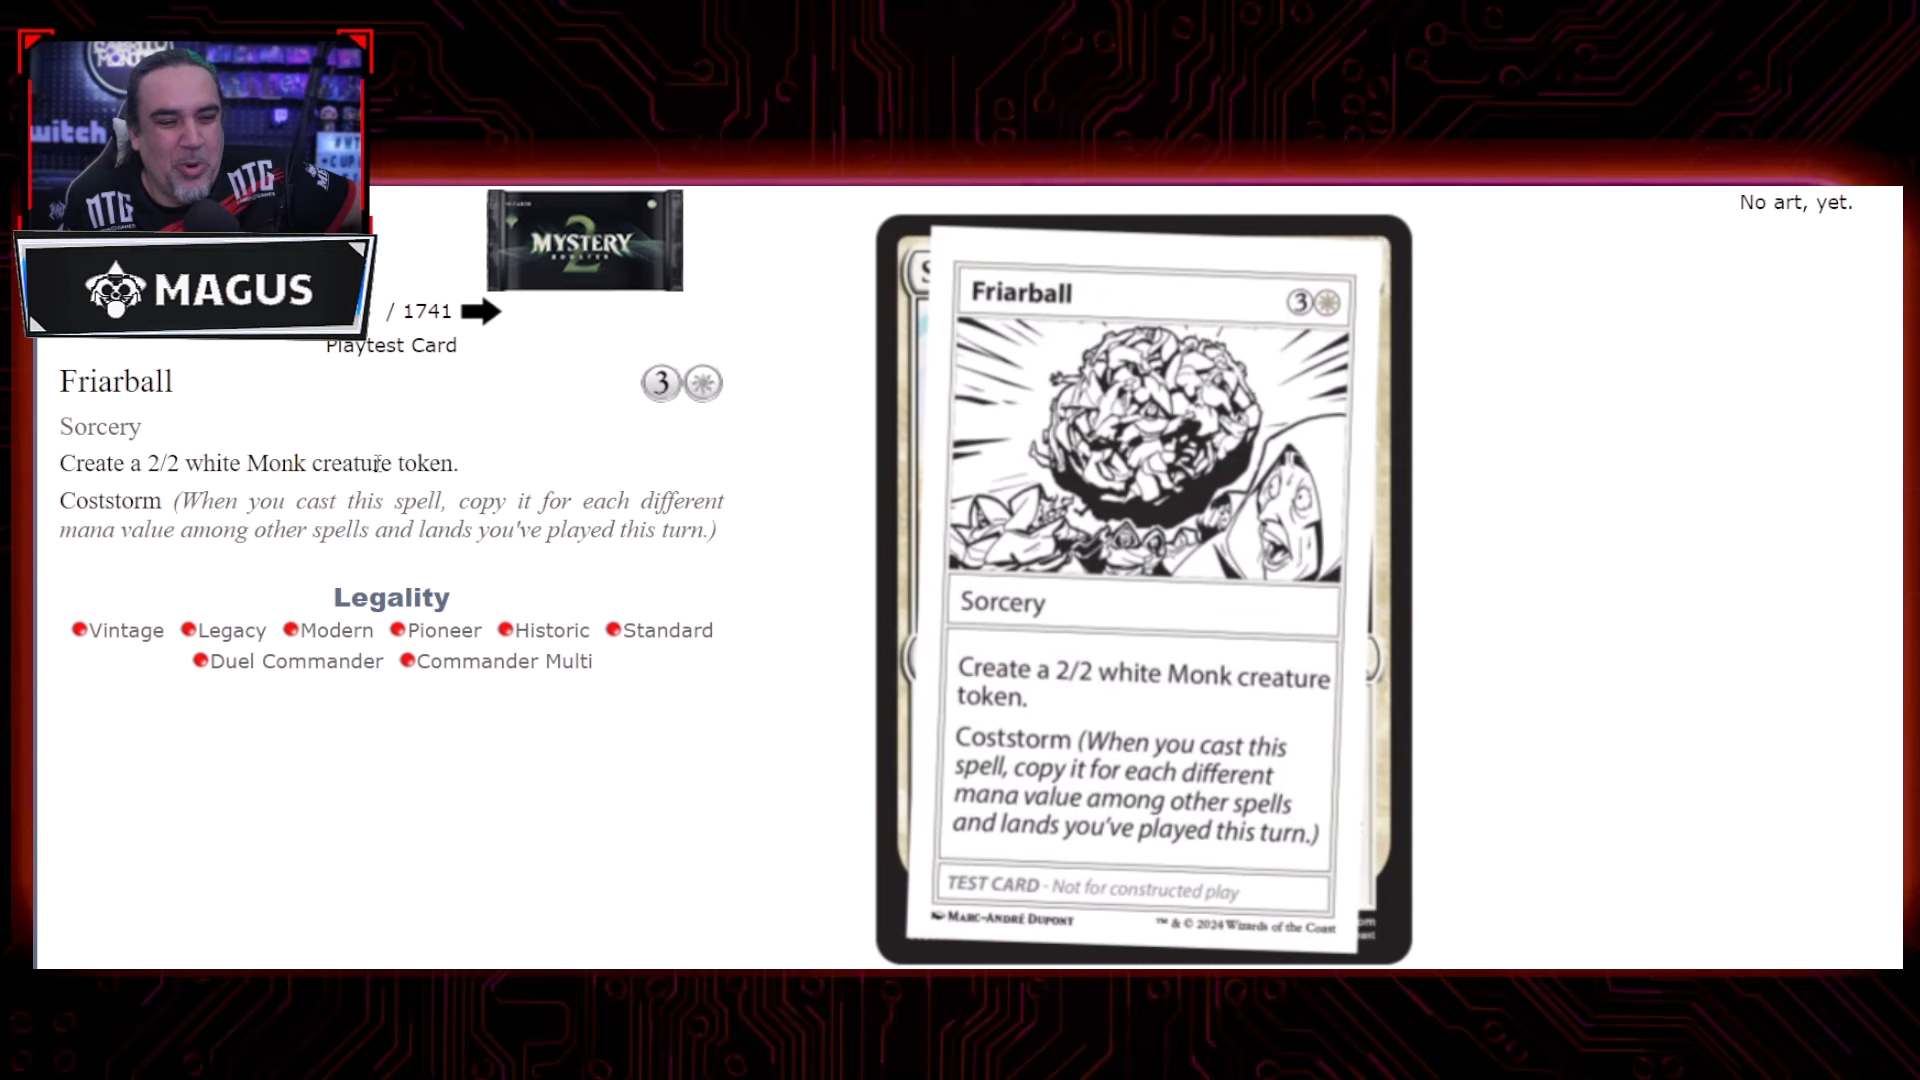 witch
MTG
MTG
MAGUS
MYSTERY
BOOSTER
2
/ 1741
Playtest Card
No art, yet.
Friarball
3
Sorcery
Create a 2/2 white Monk creature token.
Coststorm (When you cast this spell, copy it for each different
mana value among other spells and lands you've played this turn.)
Legality
Vintage Legacy Modern Pioneer Historic Standard
Duel Commander Commander Multi
Friarball
3
Sorcery
Create a 2/2 white Monk creature
token.
Coststorm (When you cast this
spell, copy it for each different
mana value among other spells
and lands you've played this turn.)
TEST CARD - Not for constructed play
MARC-ANDRÉ DUPONT
™ & © 2024 Wizards of the Coast